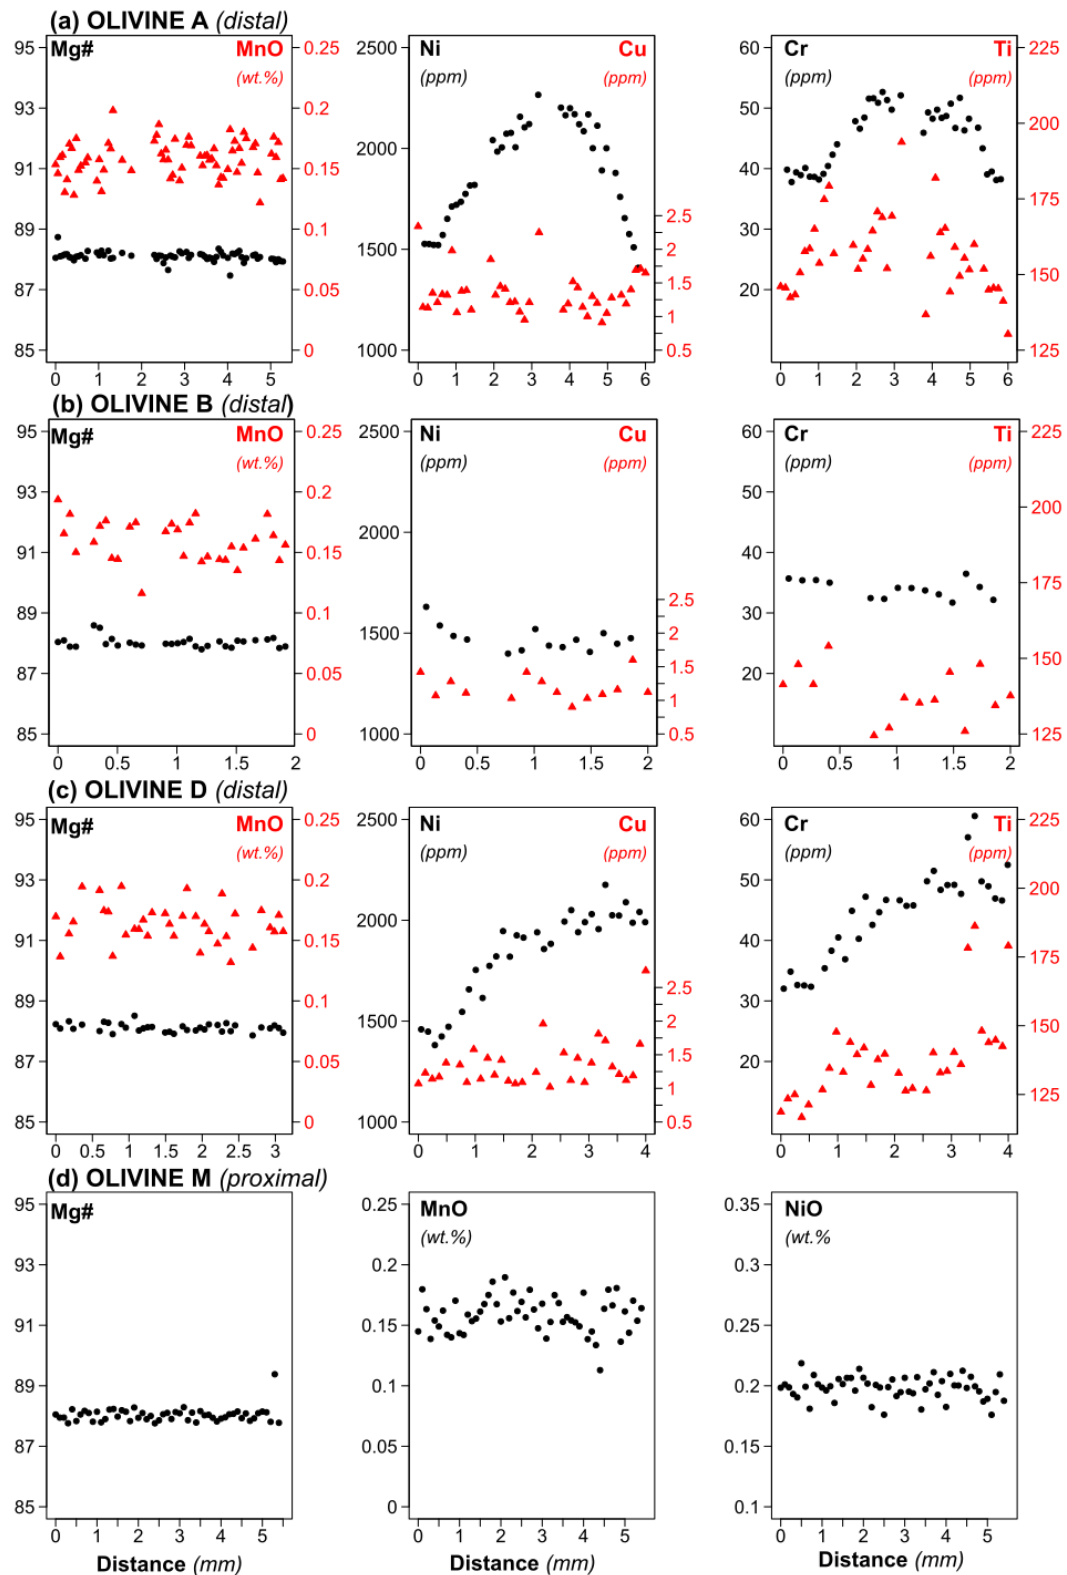 (a) OLIVINE A (distal)
Mg# MnO
(wt.%)
95 93 91 89 87 85
0.25 0.2 0.15 0.1 0.05 0
0 1 2 3 4 5
Ni Cu
(ppm) (ppm)
2500 2000 1500 1000
2.5 2 1.5 1 0.5
0 1 2 3 4 5 6
Cr Ti
(ppm) (ppm)
60 50 40 30 20
225 200 175 150 125
0 1 2 3 4 5 6
(b) OLIVINE B (distal)
Mg# MnO
(wt.%)
95 93 91 89 87 85
0.25 0.2 0.15 0.1 0.05 0
0 0.5 1 1.5 2
Ni Cu
(ppm) (ppm)
2500 2000 1500 1000
2.5 2 1.5 1 0.5
0 0.5 1 1.5 2
Cr Ti
(ppm) (ppm)
60 50 40 30 20
225 200 175 150 125
0 0.5 1 1.5 2
(c) OLIVINE D (distal)
Mg# MnO
(wt.%)
95 93 91 89 87 85
0.25 0.2 0.15 0.1 0.05 0
0 0.5 1 1.5 2 2.5 3
Ni Cu
(ppm) (ppm)
2500 2000 1500 1000
2.5 2 1.5 1 0.5
0 1 2 3 4
Cr Ti
(ppm) (ppm)
60 50 40 30 20
225 200 175 150 125
0 1 2 3 4
(d) OLIVINE M (proximal)
Mg#
95 93 91 89 87 85
0 1 2 3 4 5
Distance (mm)
MnO
(wt.%)
0.25 0.2 0.15 0.1 0.05 0
0 1 2 3 4 5
Distance (mm)
NiO
(wt.%
0.35 0.3 0.25 0.2 0.15 0.1
0 1 2 3 4 5
Distance (mm)